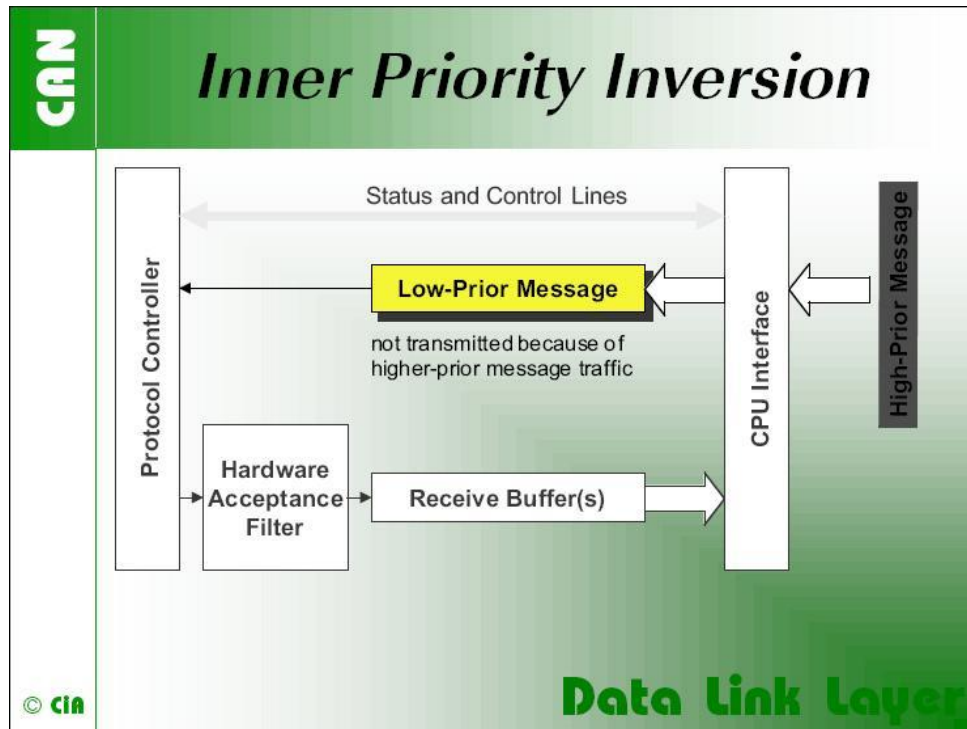 CAN
Inner Priority Inversion
Status and Control Lines
Protocol Controller
Low-Prior Message
not transmitted because of
higher-prior message traffic
CPU Interface
High-Prior Message
Hardware
Acceptance
Filter
Receive Buffer(s)
© CiA
Data Link Layer